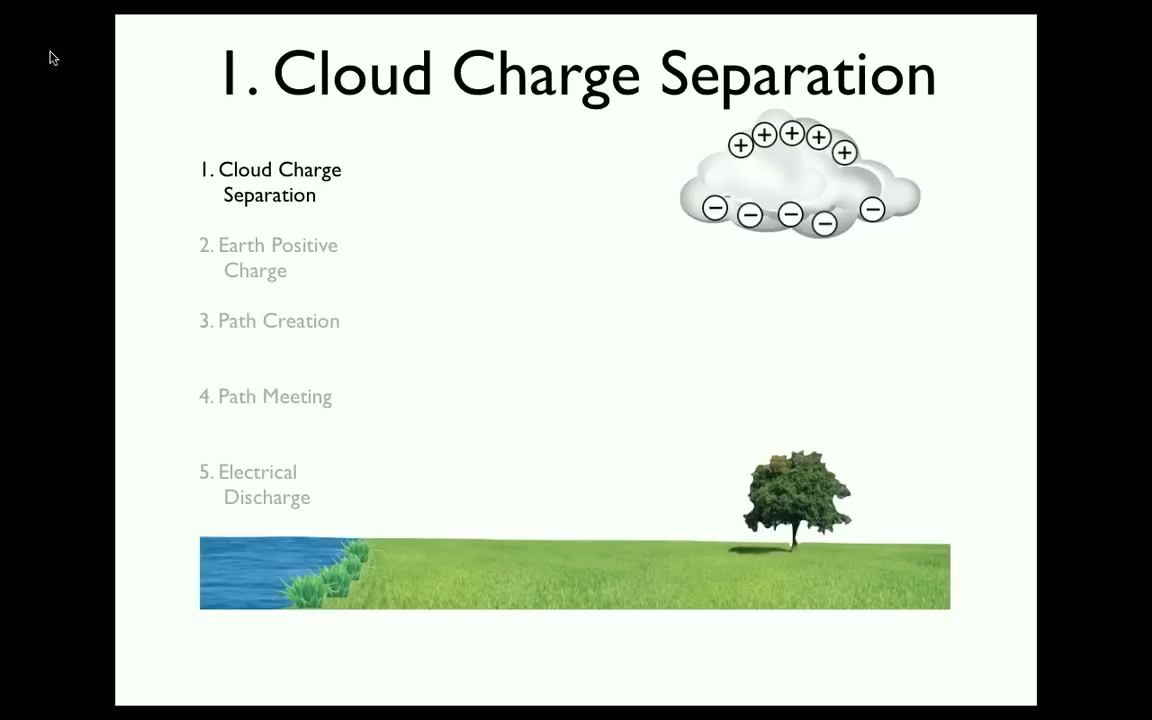 1. Cloud Charge Separation
+ + + + +
− − − − −
1. Cloud Charge
Separation
2. Earth Positive
Charge
3. Path Creation
4. Path Meeting
5. Electrical
Discharge